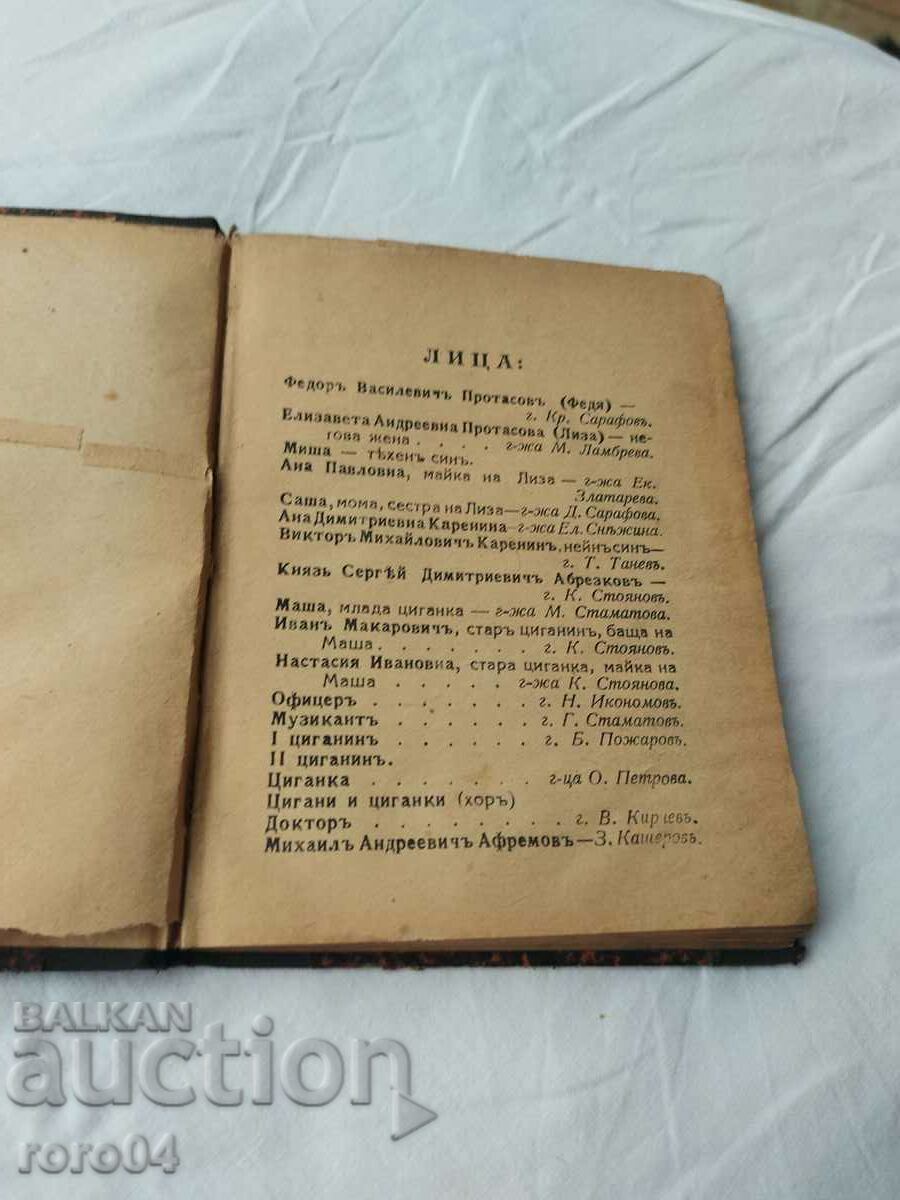 ЛИЦА:
Федоръ Василевичъ Протасовъ (Федя) —
г. Кр. Сарафовъ.
Елизавета Андреевна Протасова (Лиза) — не-
гова жена . . . . г-жа М. Ламбрева.
Миша — тѣхенъ синъ.
Ана Павловна, майка на Лиза — г-жа Ек.
Златарева.
Саша, мома, сестра на Лиза — г-жа Д. Сарафова.
Ана Димитриевна Каренина — г-жа Ел. Снѣжина.
Викторъ Михайловичъ Каренинъ, нейнъ синъ —
г. Т. Таневъ.
Князь Сергѣй Димитриевичъ Абрезковъ —
г. К. Стояновъ.
Маша, млада циганка — г-жа М. Стаматова.
Иванъ Макаровичъ, старъ циганинъ, баща на
Маша . . . . . . . г. К. Стояновъ.
Настасия Ивановна, стара циганка, майка на
Маша . . . . . г-жа К. Стоянова.
Офицеръ . . . . . . . г. Н. Икономовъ.
Музикантъ . . . . . . г. Г. Стаматовъ.
I циганинъ . . . . . . г. Б. Пожаровъ.
II циганинъ.
Циганка . . . . . . . г-ца О. Петрова.
Цигани и циганки (хоръ)
Докторъ . . . . . . . . г. В. Киряевъ.
Михаилъ Андреевичъ Афремовъ — З. Кашеровъ.
BALKAN
auction
roro04